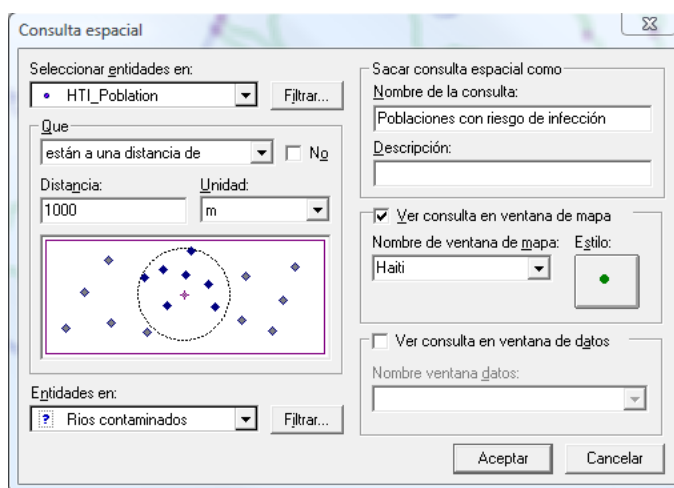 Consulta espacial
Seleccionar entidades en:
HTI_Poblation
Filtrar...
Que
están a una distancia de
No
Distancia:
Unidad:
1000
m
Entidades en:
? Rios contaminados
Filtrar...
Sacar consulta espacial como
Nombre de la consulta:
Poblaciones con riesgo de infección
Descripción:
Ver consulta en ventana de mapa
Nombre de ventana de mapa:
Estilo:
Haiti
Ver consulta en ventana de datos
Nombre ventana datos:
Aceptar
Cancelar